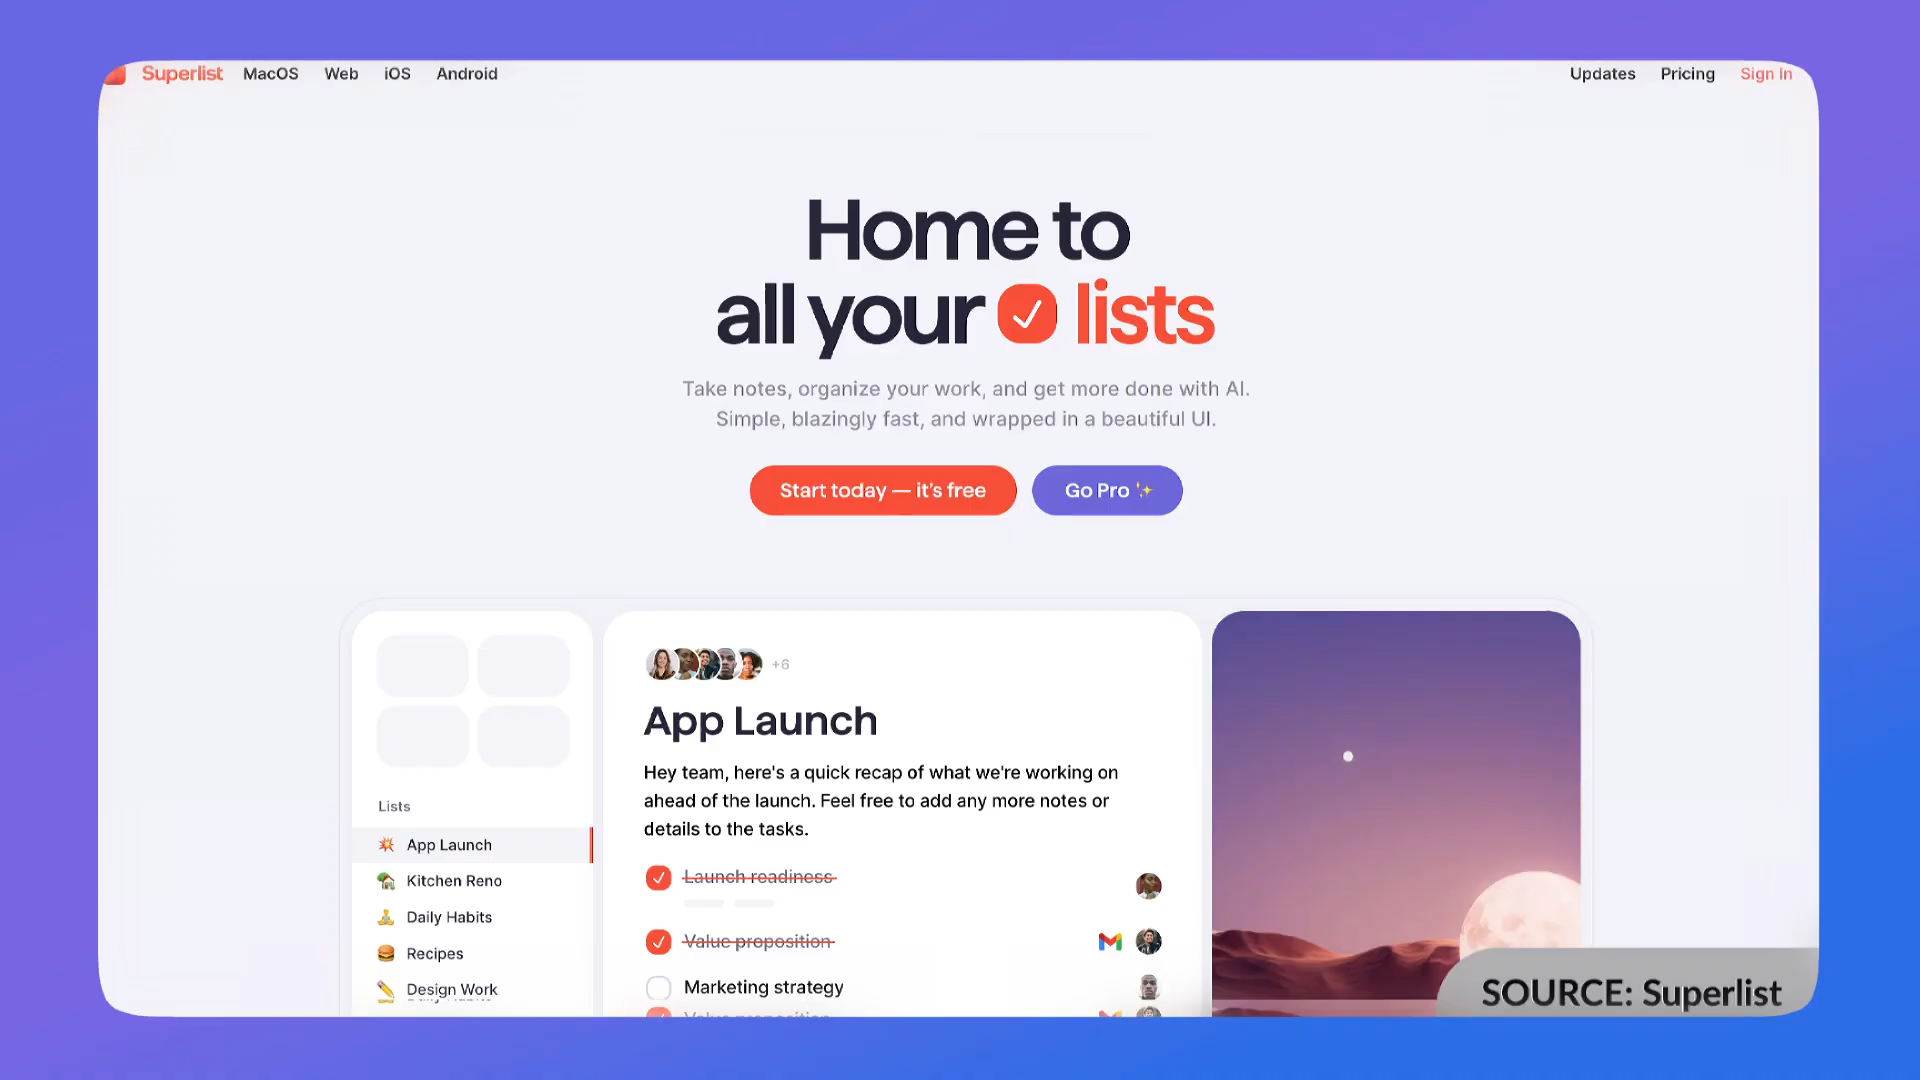 Superlist MacOS Web iOS Android Updates Pricing Sign In
Home to
all your lists
Take notes, organize your work, and get more done with AI.
Simple, blazingly fast, and wrapped in a beautiful UI.
Start today — it's free Go Pro
+6
App Launch
Hey team, here's a quick recap of what we're working on
ahead of the launch. Feel free to add any more notes or
details to the tasks.
Lists
App Launch
Kitchen Reno
Daily Habits
Recipes
Design Work
Daily Habits
Launch readiness
Value proposition
Marketing strategy
Value proposition
SOURCE: Superlist